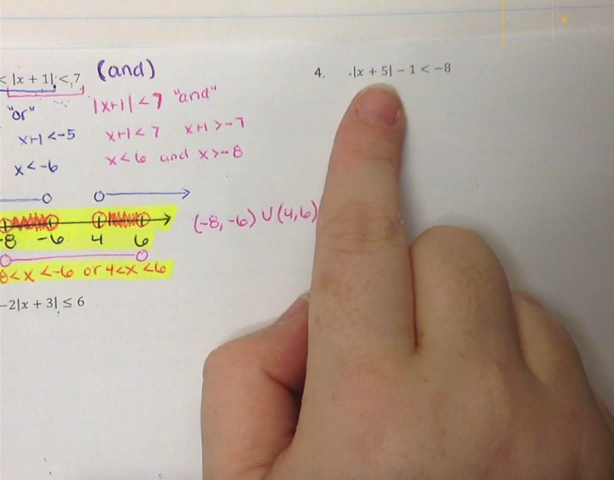 < |x + 1| < 7 (and)
"or" |x+1| < 7 "and"
x+1 <-5 x+1 < 7 x+1 >-7
x<-6 x<6 and x>-8
(-8, -6) ∪ (4,6)
-8 -6 4 6
8<x<-6 or 4<x<6
-2|x + 3| ≤ 6
4. |x + 5| − 1 < −8